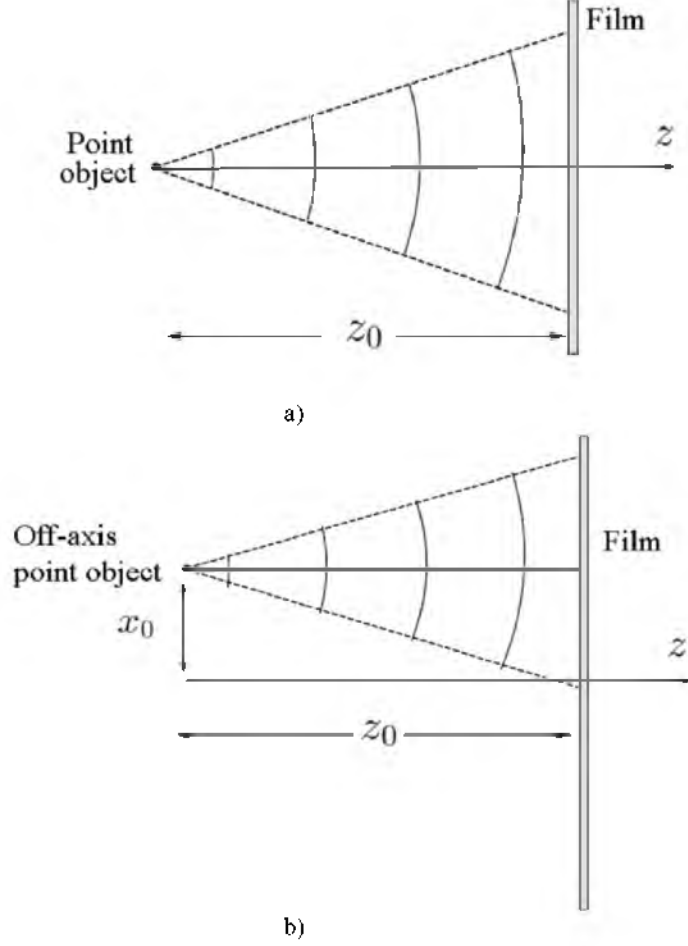 Film
Point
object
z
z₀
a)
Off-axis
point object
Film
x₀
z
z₀
b)